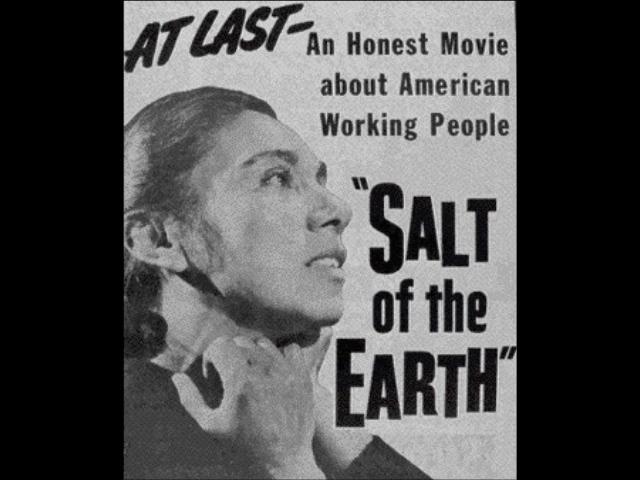 AT LAST—
An Honest Movie
about American
Working People
"SALT
of the
EARTH"